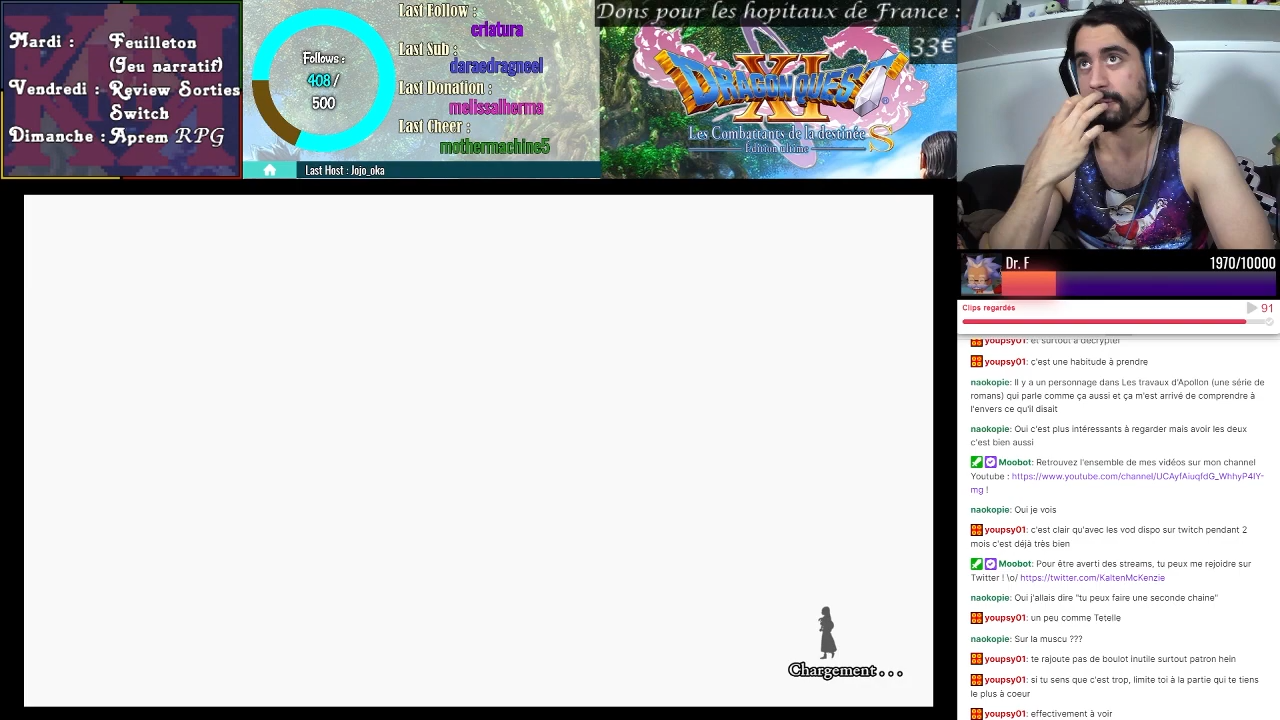 Mardi : Feuilleton
(Jeu narratif)
Vendredi : Review Sorties
Switch
Dimanche : Aprem RPG
Follows :
408 /
500
Last Follow :
criatura
Last Sub :
daraedragneel
Last Donation :
melissalherma
Last Cheer :
mothermachine5
Last Host : Jojo_oka
Dons pour les hopitaux de France :
33€
DRAGON QUEST
XI
Les Combattants de la destinée
S
Édition ultime
Dr. F 1970/10000
Clips regardés 91
youpsy01: et surtout à décrypter
youpsy01: c'est une habitude à prendre
naokopie: Il y a un personnage dans Les travaux d'Apollon (une série de
romans) qui parle comme ça aussi et ça m'est arrivé de comprendre à
l'envers ce qu'il disait
naokopie: Oui c'est plus intéressants à regarder mais avoir les deux
c'est bien aussi
Moobot: Retrouvez l'ensemble de mes vidéos sur mon channel
Youtube : https://www.youtube.com/channel/UCAyfAiuqfdG_WhhyP4lY-
mg !
naokopie: Oui je vois
youpsy01: c'est clair qu'avec les vod dispo sur twitch pendant 2
mois c'est déjà très bien
Moobot: Pour être averti des streams, tu peux me rejoidre sur
Twitter ! \o/ https://twitter.com/KaltenMcKenzie
naokopie: Oui j'allais dire "tu peux faire une seconde chaine"
youpsy01: un peu comme Tetelle
naokopie: Sur la muscu ???
youpsy01: te rajoute pas de boulot inutile surtout patron hein
youpsy01: si tu sens que c'est trop, limite toi à la partie qui te tiens
le plus à coeur
youpsy01: effectivement à voir
Chargement . . .